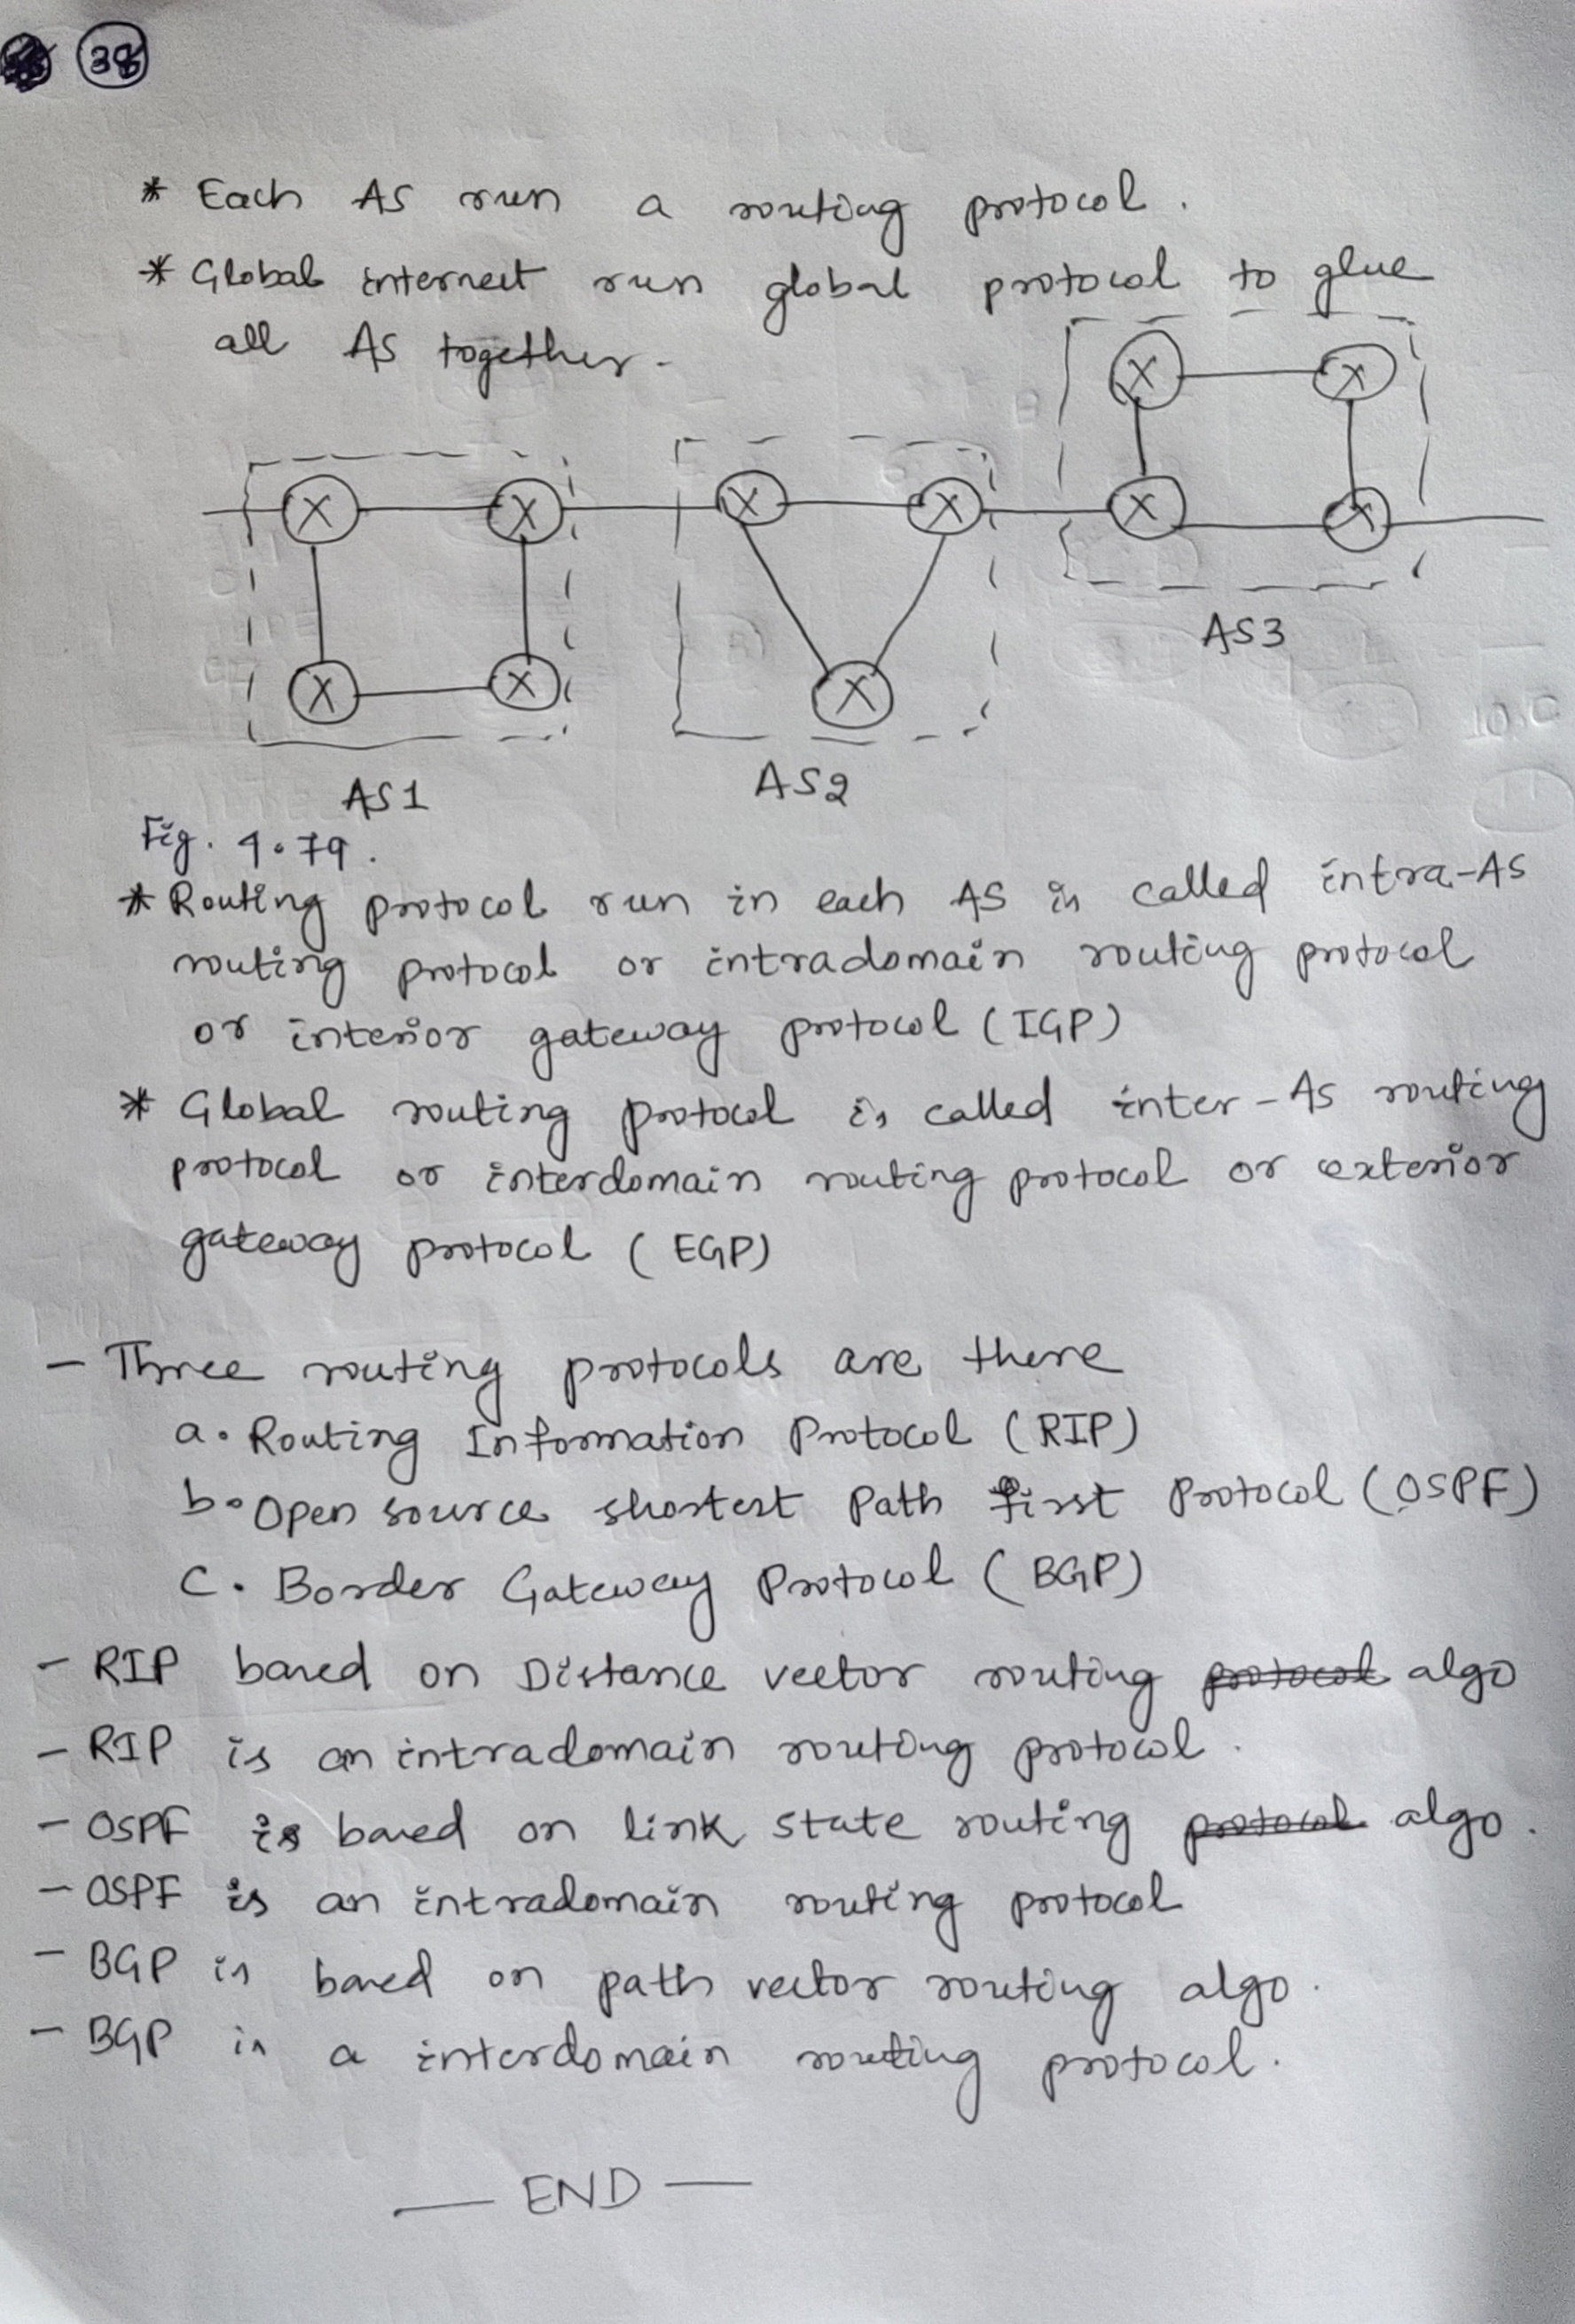 38
* Each AS run a routing protocol.
* Global internet run global protocol to glue
all AS together.
X X X X X X
X X X X X
AS3
AS1 AS2
Fig. 4.79.
* Routing protocol run in each AS is called intra-AS
routing protocol or intradomain routing protocol
or interior gateway protocol (IGP)
* Global routing protocol is called inter-AS routing
protocol or interdomain routing protocol or exterior
gateway protocol (EGP)
- Three routing protocols are there
a. Routing Information Protocol (RIP)
b. Open source shortest Path First Protocol (OSPF)
C. Border Gateway Protocol (BGP)
- RIP based on Distance vector routing protocol algo
- RIP is an intradomain routing protocol.
- OSPF is based on link state routing protocol algo.
- OSPF is an intradomain routing protocol
- BGP is based on path vector routing algo.
- BGP is a interdomain routing protocol.
— END —